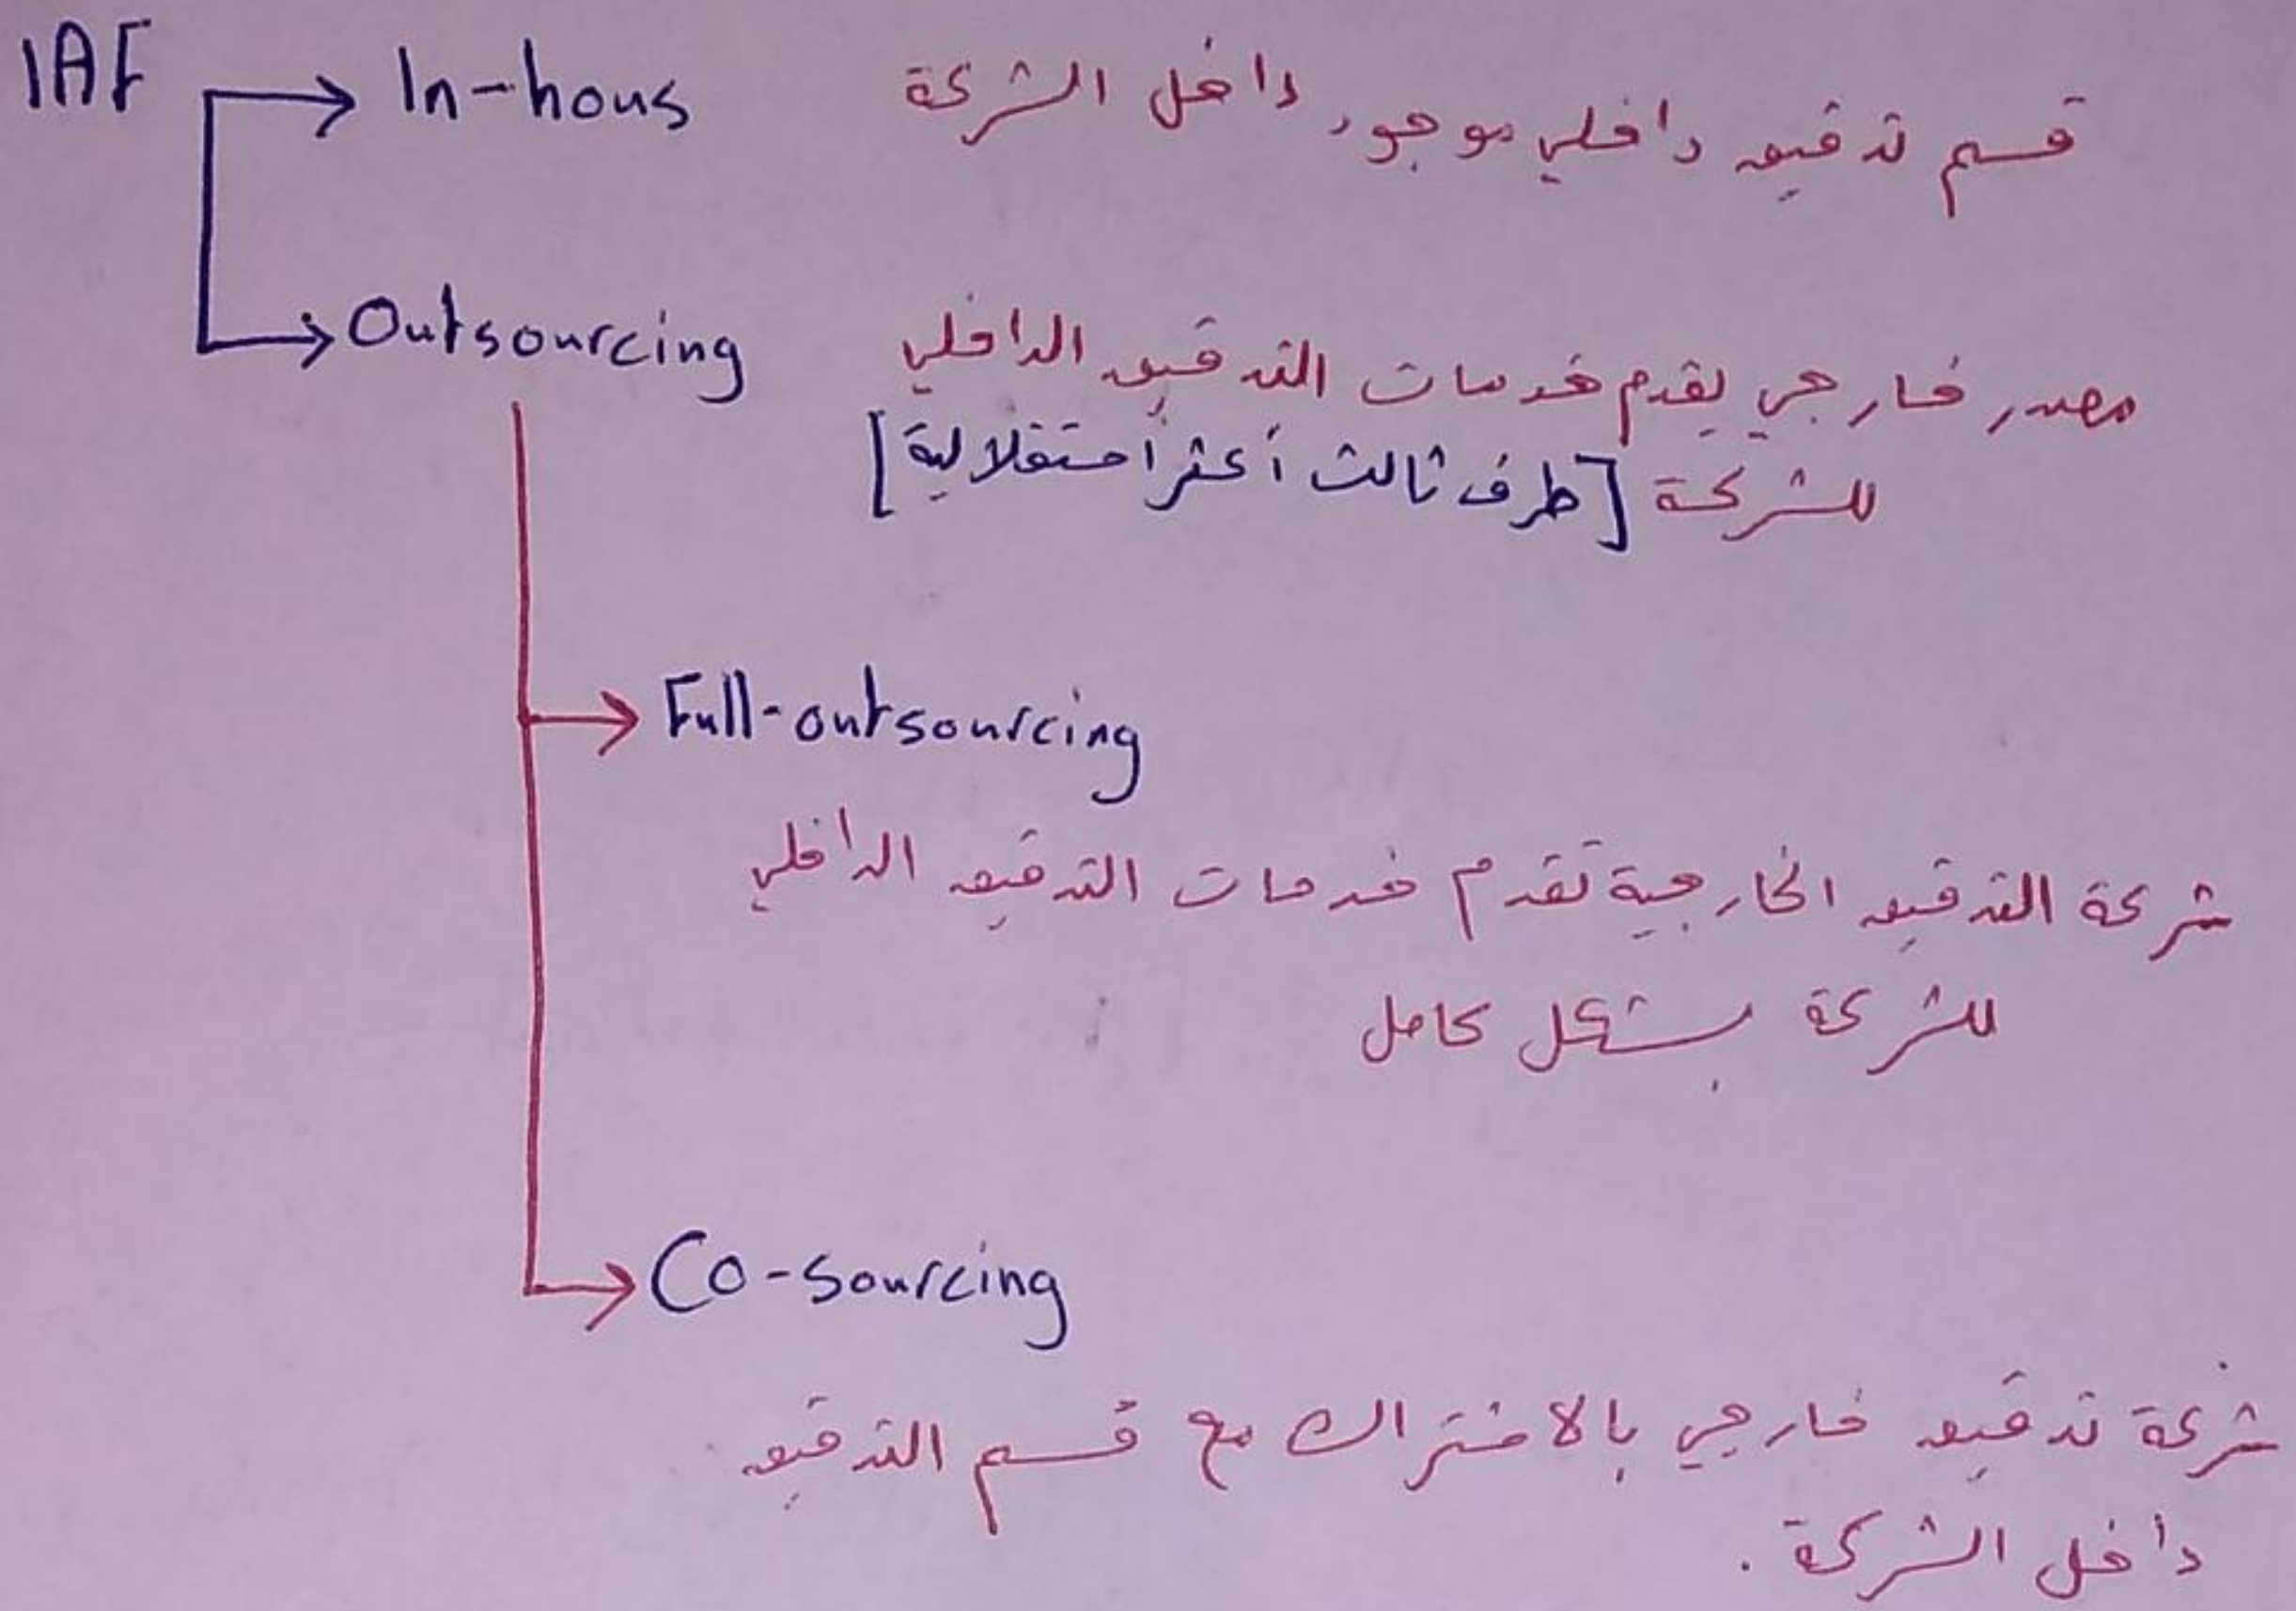 IAF
In-hous قسم تدقيق داخلي موجود داخل الشركة
Outsourcing مصدر خارجي يقدم خدمات التدقيق الداخلي
للشركة [طرف ثالث أكثر استقلالية]
Full-outsourcing
شركة التدقيق الخارجية تقدم خدمات التدقيق الداخلي
للشركة بشكل كامل
Co-sourcing
شركة تدقيق خارجي بالاشتراك مع قسم التدقيق
داخل الشركة .